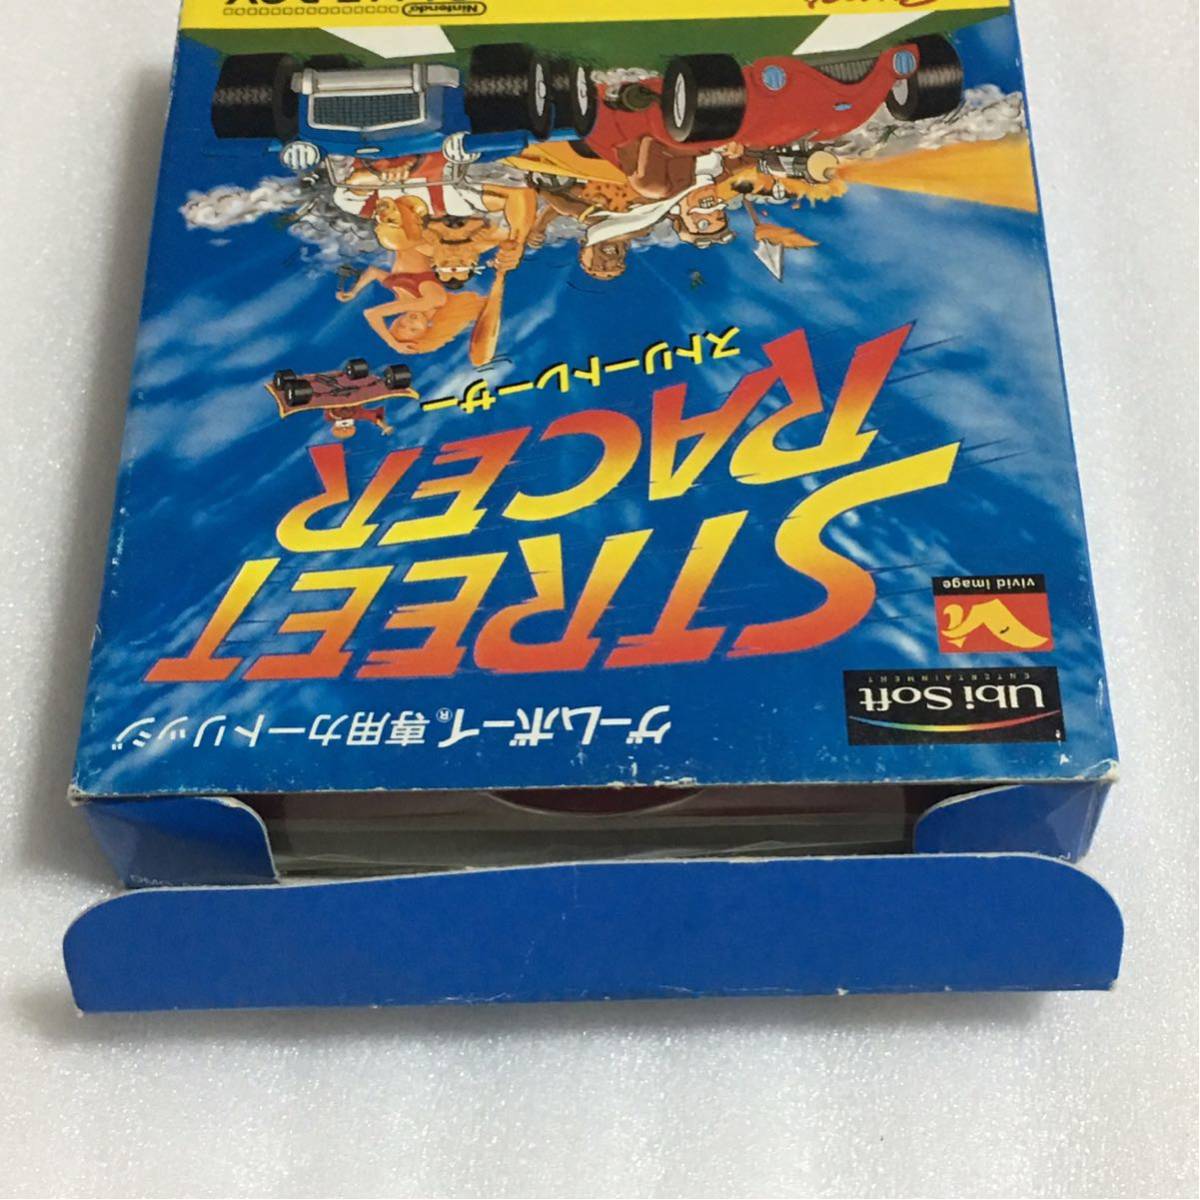 ゲームボーイ®専用カートリッジ
Ubi Soft
ENTERTAINMENT
vivid image
STREET
RACER
ストリートレーサー
Nintendo